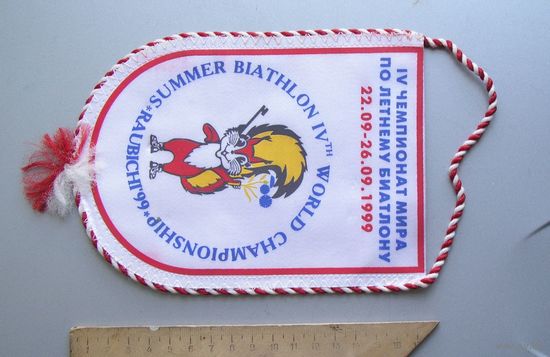 IV ЧЕМПИОНАТ МИРА
ПО ЛЕТНЕМУ БИАТЛОНУ
22.09-26.09.1999
RAUBICHI'99*SUMMER BIATHLON IVTH WORLD CHAMPIONSHIP*